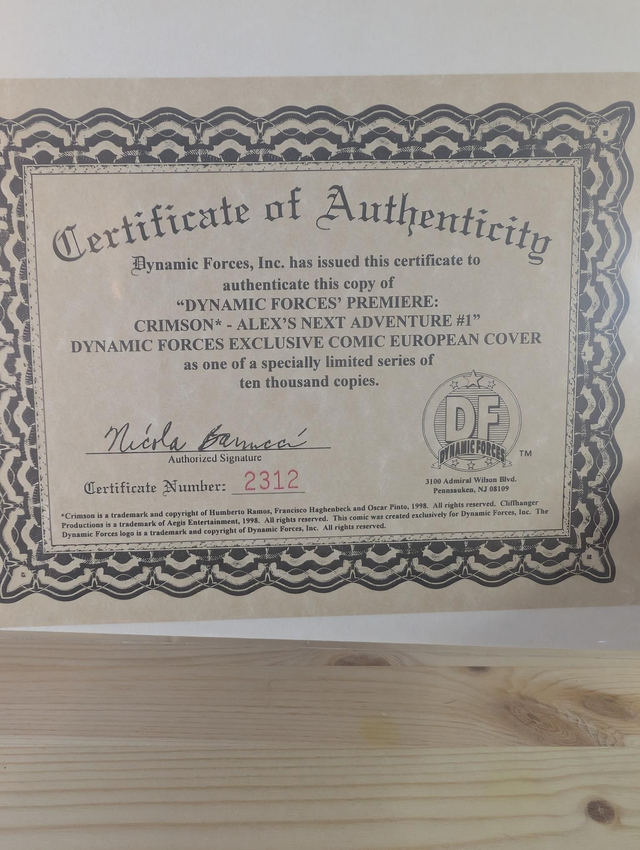 Certificate of Authenticity
Dynamic Forces, Inc. has issued this certificate to
authenticate this copy of
“DYNAMIC FORCES’ PREMIERE:
CRIMSON* - ALEX’S NEXT ADVENTURE #1”
DYNAMIC FORCES EXCLUSIVE COMIC EUROPEAN COVER
as one of a specially limited series of
ten thousand copies.
Nicola
Authorized Signature
Certificate Number: 2312
DF
DYNAMIC FORCES
TM
3100 Admiral Wilson Blvd.
Pennsauken, NJ 08109
*Crimson is a trademark and copyright of Humberto Ramos, Francisco Haghenbeck and Oscar Pinto, 1998. All rights reserved. Cliffhanger
Productions is a trademark of Aegis Entertainment, 1998. All rights reserved. This comic was created exclusively for Dynamic Forces, Inc. The
Dynamic Forces logo is a trademark and copyright of Dynamic Forces, Inc. All rights reserved.